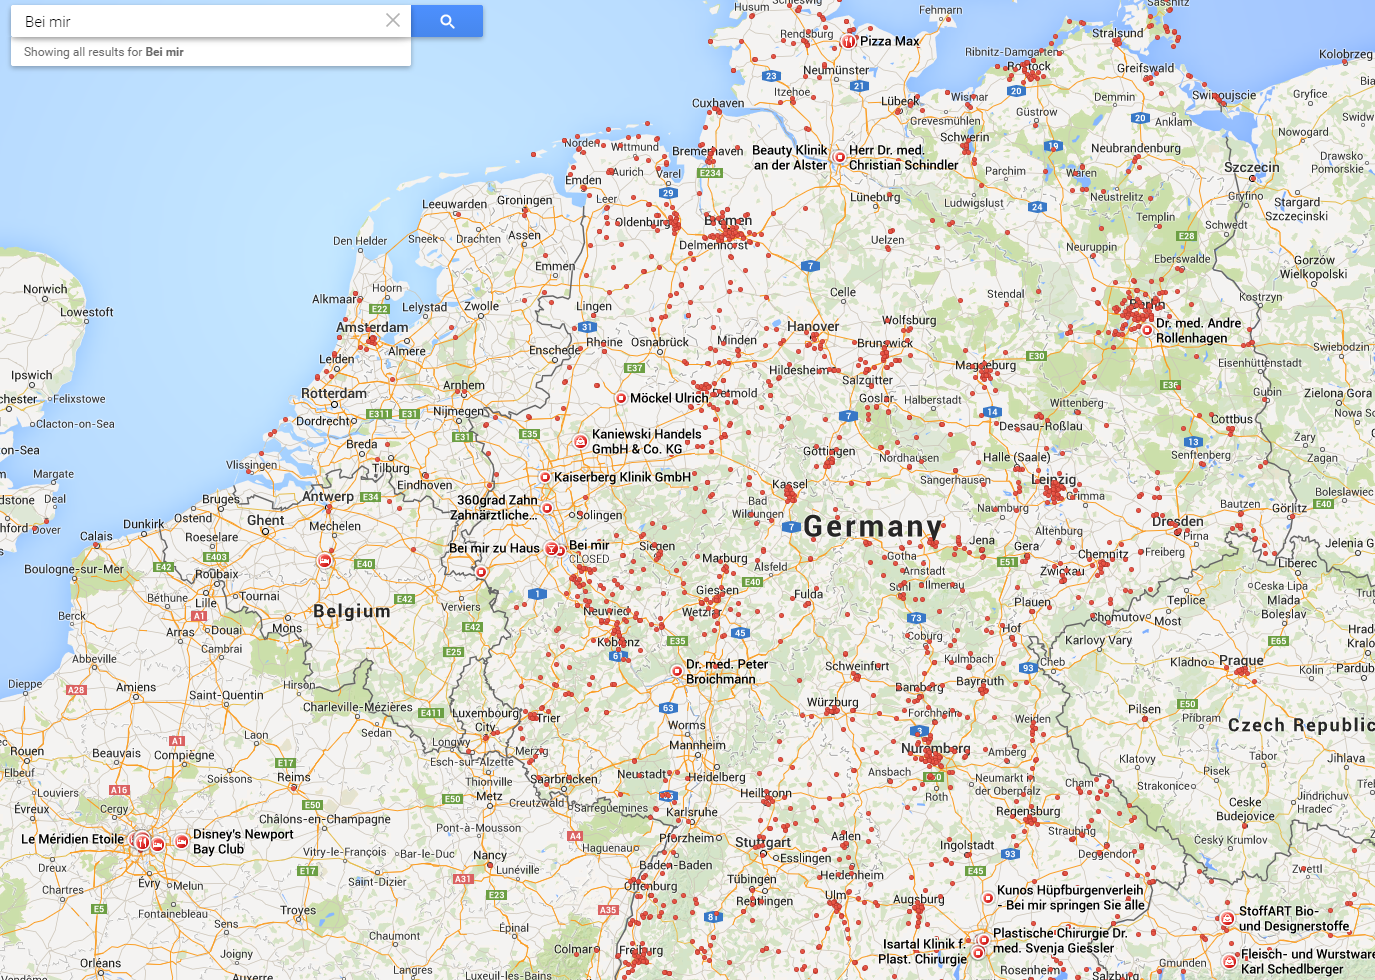 Bei mir
Showing all results for Bei mir
Husum
Schleswig
Fehmarn
Sassnitz
Rendsburg
Pizza Max
Stralsund
Ribnitz-Damgarten
Kolobrzeg
Neumünster
Rostock
Greifswald
23
21
20
Itzehoe
Lübeck
Wismar
Demmin
Swinoujscie
Gryfice
Cuxhaven
Grevesmühlen
Güstrow
20
Anklam
Nowogard
Schwerin
19
Neubrandenburg
Norden
Wittmund
Bremerhaven
Beauty Klinik
an der Alster
Herr Dr. med.
Christian Schindler
Drawsko
Pomorskie
Szczecin
Aurich
Varel
E234
Parchim
Waren
Emden
29
Leer
Lüneburg
Ludwigslust
24
Neustrelitz
Gryfino
Stargard
Szczecinski
Leeuwarden
Groningen
Oldenburg
Bremen
Templin
Schwedt
Den Helder
Sneek
Drachten
Assen
Delmenhorst
Uelzen
Neuruppin
E28
Eberswalde
Gorzów
Wielkopolski
Emmen
7
Norwich
Hoorn
Celle
Stendal
Kostrzyn
Lowestoft
Alkmaar
E22
Lelystad
Zwolle
Lingen
Berlin
Amsterdam
31
Hanover
Wolfsburg
Dr. med. Andre
Rollenhagen
Leiden
Almere
Enschede
Rheine
Osnabrück
Minden
Brunswick
Swiebodzin
Ipswich
E30
Eisenhüttenstadt
E37
Hildesheim
Magdeburg
Salzgitter
Felixstowe
Rotterdam
Arnhem
Möckel Ulrich
Detmold
Goslar
Halberstadt
E36
Gubin
Zielona Gora
Dordrecht
E311
E31
Nijmegen
7
14
Wittenberg
Clacton-on-Sea
Dessau-Roßlau
Cottbus
Breda
E31
E35
Kaniewski Handels
GmbH & Co. KG
13
Zary
Göttingen
Nordhausen
Halle (Saale)
Senftenberg
Zagan
Vlissingen
Tilburg
Margate
Eindhoven
Kaiserberg Klinik GmbH
Kassel
Sangerhausen
Leipzig
Deal
Bruges
Antwerp
E34
360grad Zahn
Zahnärztliche...
Bad
Wildungen
Naumburg
Grimma
Bautzen
Görlitz
Boleslawiec
E40
Dover
Dunkirk
Ostend
Ghent
Mechelen
Solingen
7
Germany
Altenburg
Dresden
Pirna
Calais
Roeselare
Bei mir zu Haus
Bei mir
CLOSED
Siegen
Marburg
Jena
Gera
Chemnitz
Freiberg
Jelenia G
E403
E42
E40
Alsfeld
Gotha
E51
Liberec
Boulogne-sur-Mer
Roubaix
Arnstadt
Zwickau
Giessen
E40
Suhl
Ilmenau
Ceska Lipa
Béthune
Lille
Tournai
E42
1
Fulda
Plauen
Teplice
Mlada
Boleslav
Berck
A1
Belgium
Verviers
Neuwied
Wetzlar
Chomutov
Most
Arras
Douai
Mons
E42
Koblenz
E35
45
73
Hof
Coburg
Karlovy Vary
E65
Abbeville
Cambrai
E25
61
Dr. med. Peter
Broichmann
Schweinfurt
Kulmbach
93
Cheb
Kladno
Prague
Kolin
Dieppe
A28
Amiens
Hirson
Saint-Quentin
Charleville-Mézières
Bamberg
Bayreuth
E411
Luxembourg
City
Trier
63
Würzburg
Forchheim
Weiden
Pilsen
E50
Příbram
Laon
Sedan
Worms
3
Czech Republic
Rouen
A1
Longwy
Merzig
Mannheim
Nuremberg
Amberg
Elbeuf
Beauvais
Compiègne
E17
Esch-sur-Alzette
Saarbrücken
Neustadt
Heidelberg
Ansbach
Neumarkt in
der Oberpfalz
Cham
Klatovy
Pisek
Tabor
Jihlava
Soissons
Reims
Thionville
Roth
Strakonice
Louviers
A16
E50
E50
Metz
Creutzwald
Sarreguemines
Heilbronn
Regensburg
Ceske
Budejovice
Jindrichuv
Hradec
Évreux
Cergy
Châlons-en-Champagne
Karlsruhe
Le Méridien Etoile
Disney's Newport
Bay Club
Pont-à-Mousson
A4
Haguenau
Pforzheim
Stuttgart
Aalen
Ingolstadt
Straubing
Český Krumlov
Dreux
Vitry-le-François
Bar-le-Duc
Nancy
Baden-Baden
Esslingen
93
Deggendorf
E17
Luneville
Heidenheim
E45
Zwettl
Évry
Melun
Saint-Dizier
A31
Offenburg
Tübingen
Reutlingen
Ulm
Augsburg
Kunos Hüpfburgenverleih
- Bei mir springen Sie alle
Chartres
E5
Fontainebleau
Troyes
E23
A35
81
StoffART Bio-
und Designerstoffe
Sens
Épinal
Chaumont
Colmar
Freiburg
Isartal Klinik f.
Plast. Chirurgie
Plastische Chirurgie Dr.
med. Svenja Giessler
Fleisch- und Wurstware
Karl Schedlberger
Orléans
Joigny
Auxerre
Langres
Luxeuil-les-Bains
Rosenheim
Salzburg
Gmunden